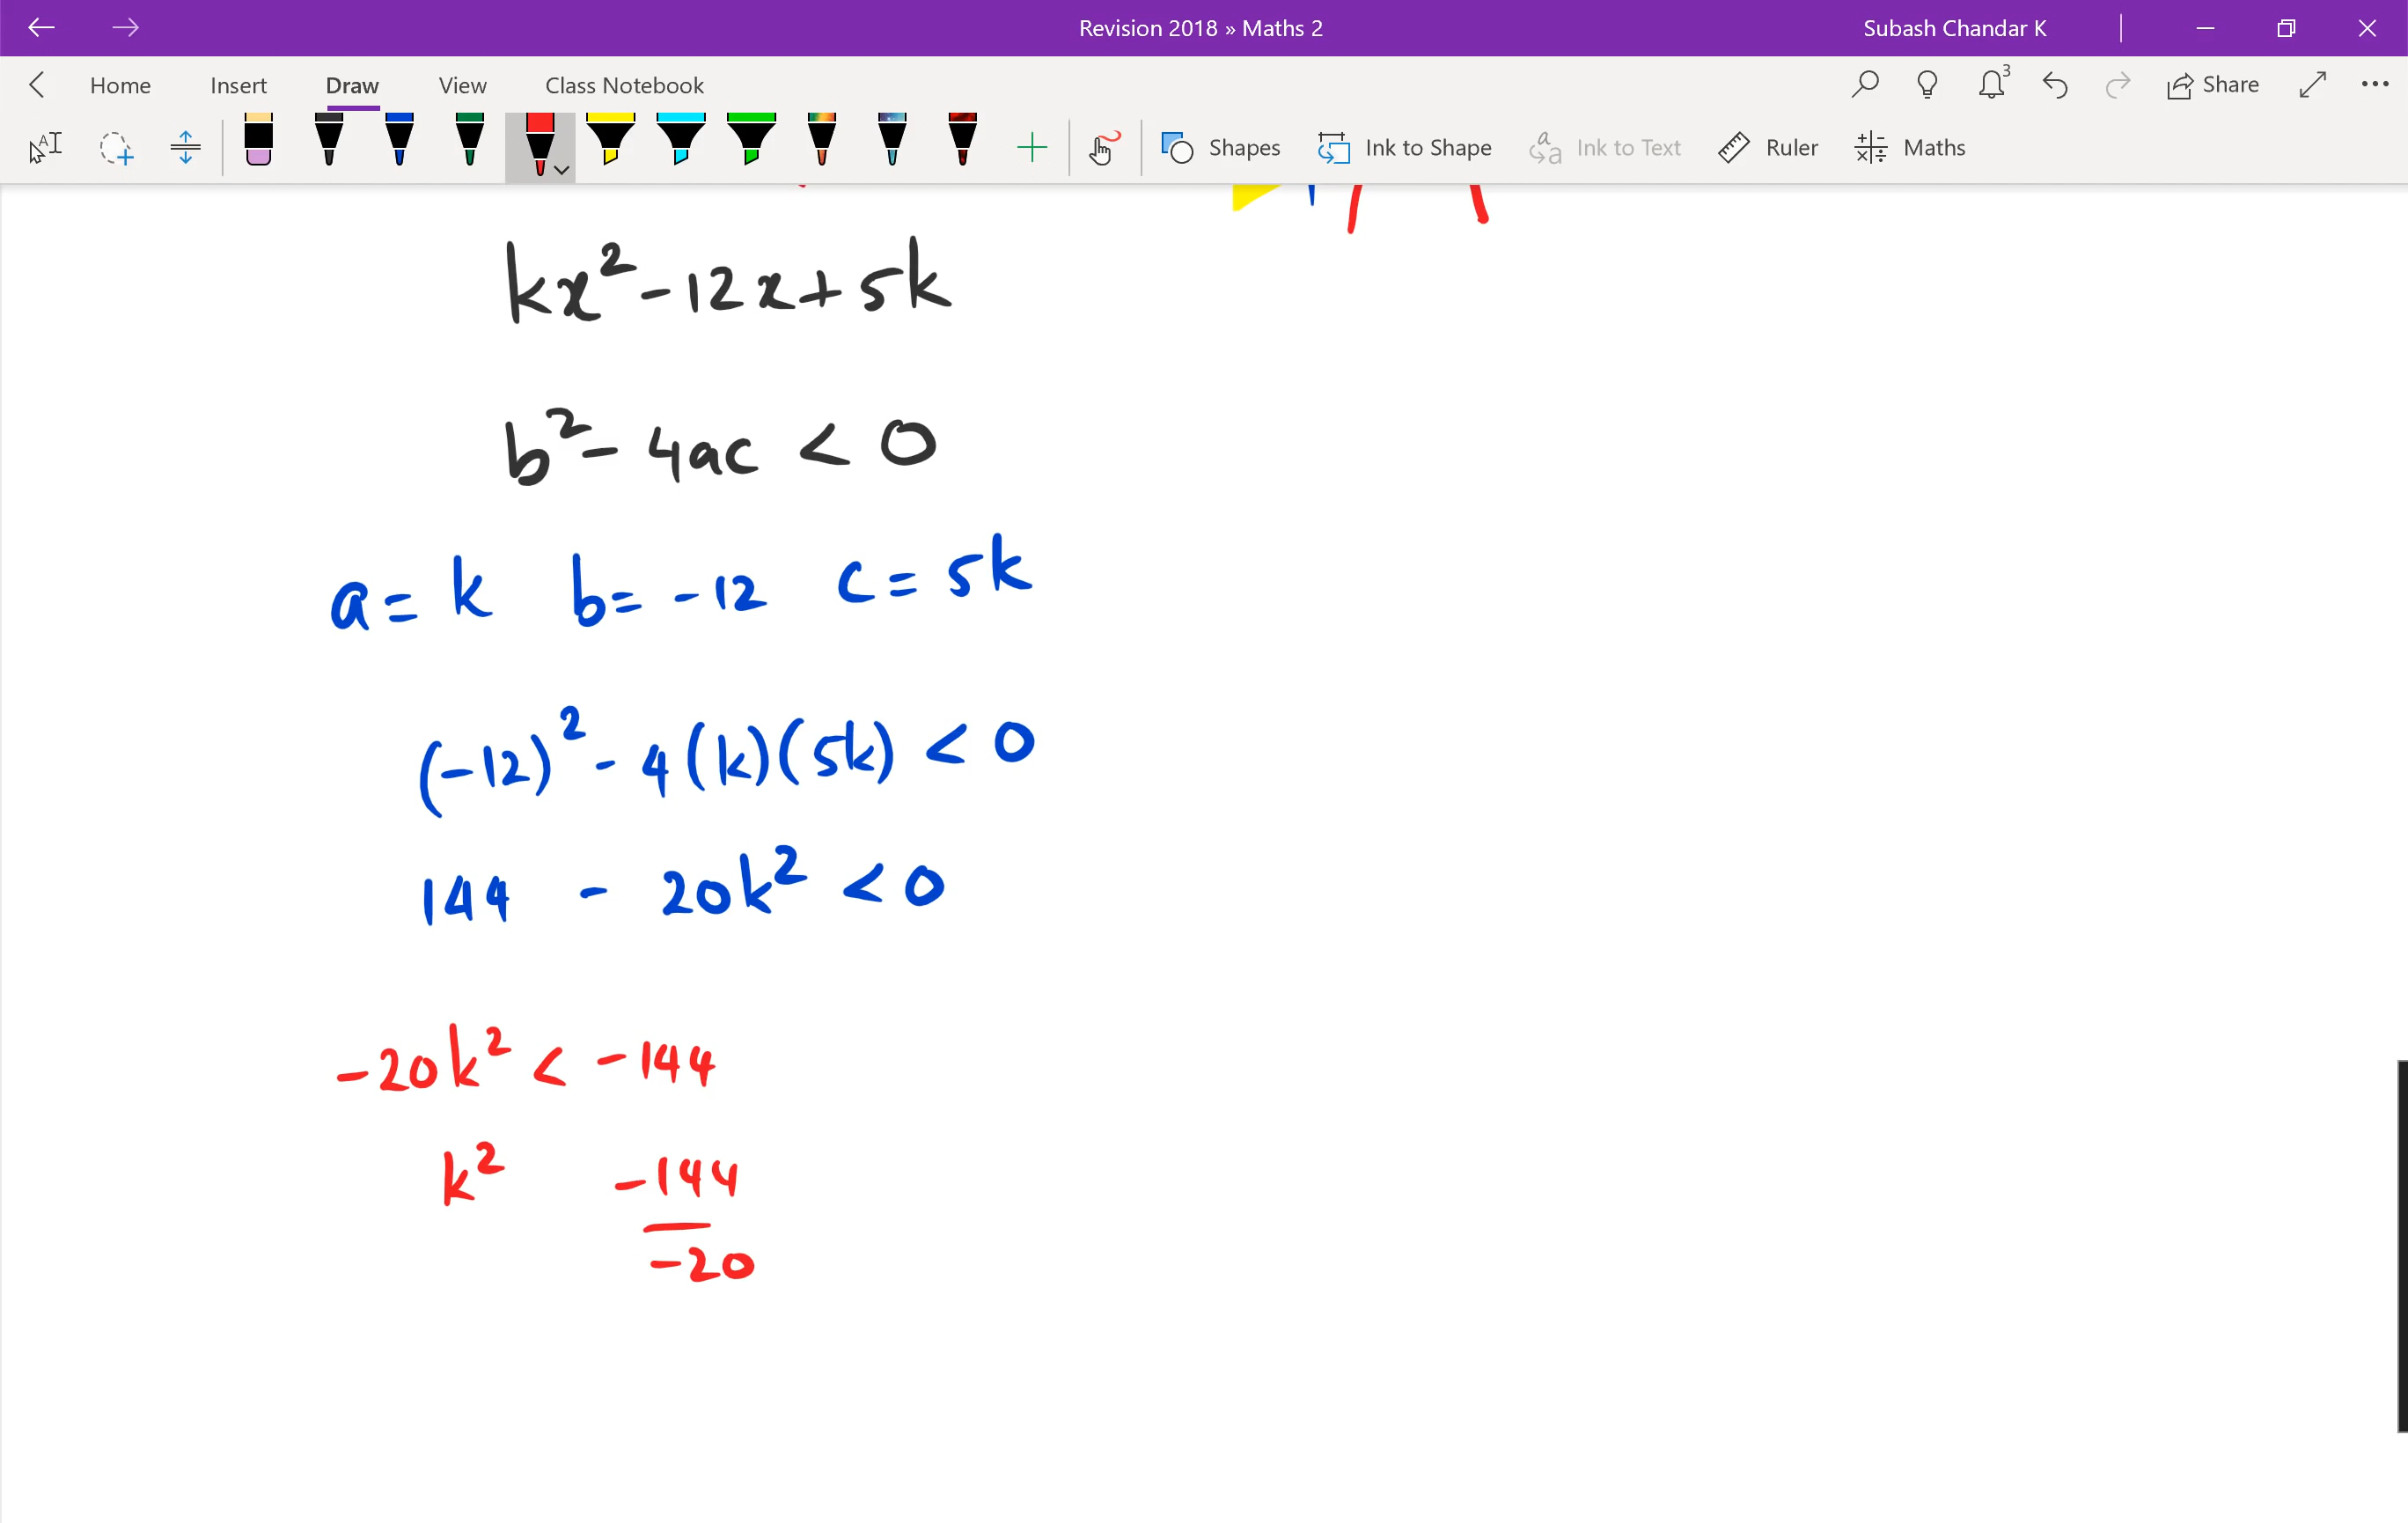 Revision 2018 » Maths 2 Subash Chandar K
Home Insert Draw View Class Notebook 3 Share
Shapes Ink to Shape Ink to Text Ruler Maths
kx² - 12x + 5k
b² - 4ac < 0
a = k b = -12 c = 5k
(-12)² - 4(k)(5k) < 0
144 - 20k² < 0
-20k² < -144
k² -144
-20